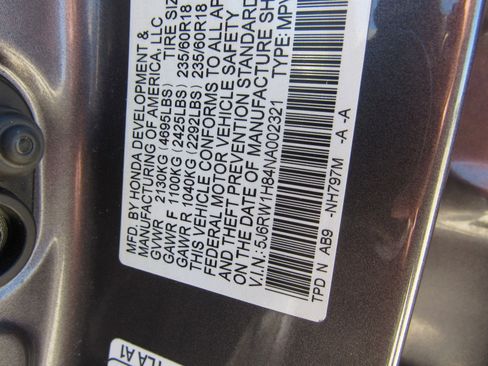 MFD. BY HONDA DEVELOPMENT &
MANUFACTURING OF AMERICA, LLC
GVWR 2130KG (4695LBS) TIRE SIZ
GAWR F 1100KG (2425LBS) 235/60R18
GAWR R 1040KG (2292LBS) 235/60R18
THIS VEHICLE CONFORMS TO ALL AP
FEDERAL MOTOR VEHICLE SAFETY
AND THEFT PREVENTION STANDARD
ON THE DATE OF MANUFACTURE SH
V.I.N.: 5J6RW1H84NA002321 TYPE: MPV
TPD N AB9 -NH797M -A -A
1LA A1